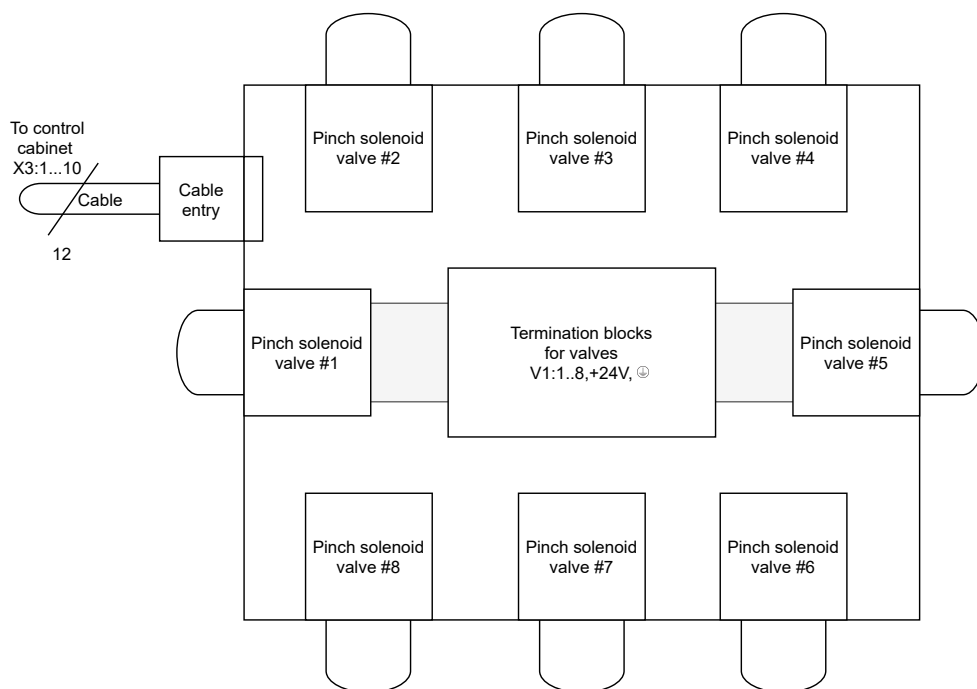 Pinch solenoid
valve #2
Pinch solenoid
valve #3
Pinch solenoid
valve #4
To control
cabinet
X3:1...10
Cable
12
Cable
entry
Pinch solenoid
valve #1
Termination blocks
for valves
V1:1..8,+24V, ⏚
Pinch solenoid
valve #5
Pinch solenoid
valve #8
Pinch solenoid
valve #7
Pinch solenoid
valve #6